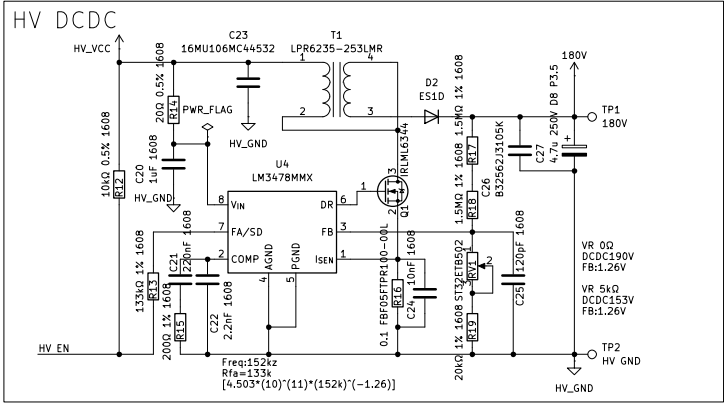 HV DCDC
HV_VCC
C23
16MU106MC44532
T1
LPR6235-253LMR
1
4
2
3
D2
ES1D
180V
TP1
180V
20Ω 0.5% 1608
R14
PWR_FLAG
HV_GND
10kΩ 0.5% 1608
R12
C20
1uF 1608
HV_GND
U4
LM3478MMX
8 VIN
7 FA/SD
2 COMP
DR 6
FB 3
ISEN 1
AGND
4
PGND
5
1
3
2
Q1
IRLML6344
1.5MΩ 1% 1608
R17
1.5MΩ 1% 1608
R18
C26
B32562J3105K
C27
4.7u 250V D8 P3.5
+
133kΩ 1% 1608
R13
C21
220nF 1608
200Ω 1% 1608
R15
C22
2.2nF 1608
0.1 FBF05FTPR100-00L
R16
C24
10nF 1608
ST32ETB502
RV1
2
3
20kΩ 1% 1608
R19
C25
120pF 1608
VR 0Ω
DCDC190V
FB:1.26V
VR 5kΩ
DCDC153V
FB:1.26V
HV EN
TP2
HV GND
HV_GND
Freq:152kz
Rfa=133k
[4.503*(10)^(11)*(152k)^(-1.26)]